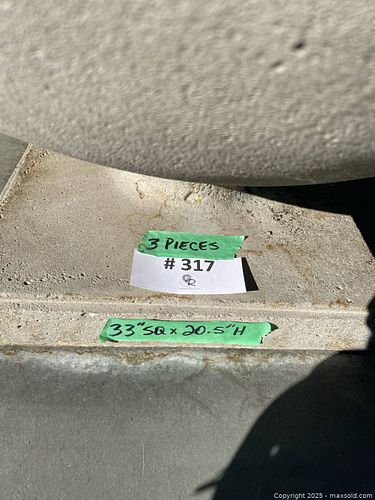 3 PIECES
# 317
33" SQ x 20.5" H
Copyright © 2025 - maxsold.com